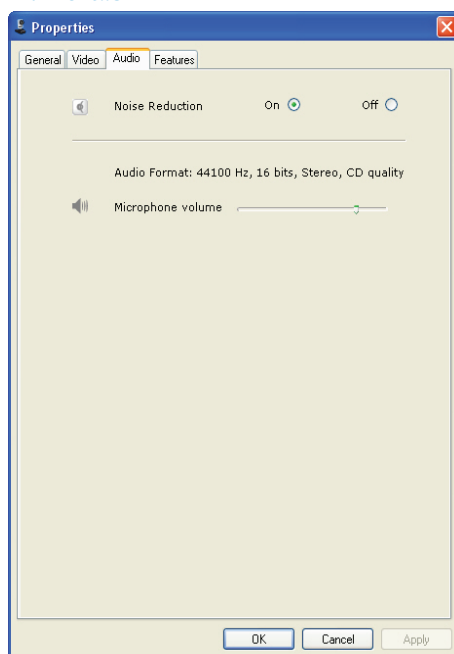 Properties
General Video Audio Features
Noise Reduction On Off
Audio Format: 44100 Hz, 16 bits, Stereo, CD quality
Microphone volume
OK Cancel Apply